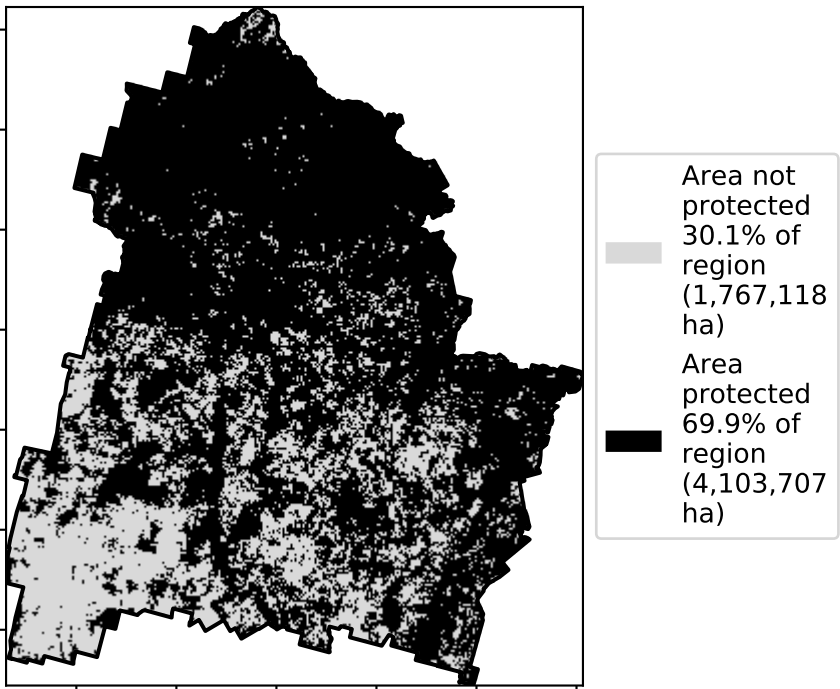 Area not
protected
30.1% of
region
(1,767,118
ha)
Area
protected
69.9% of
region
(4,103,707
ha)